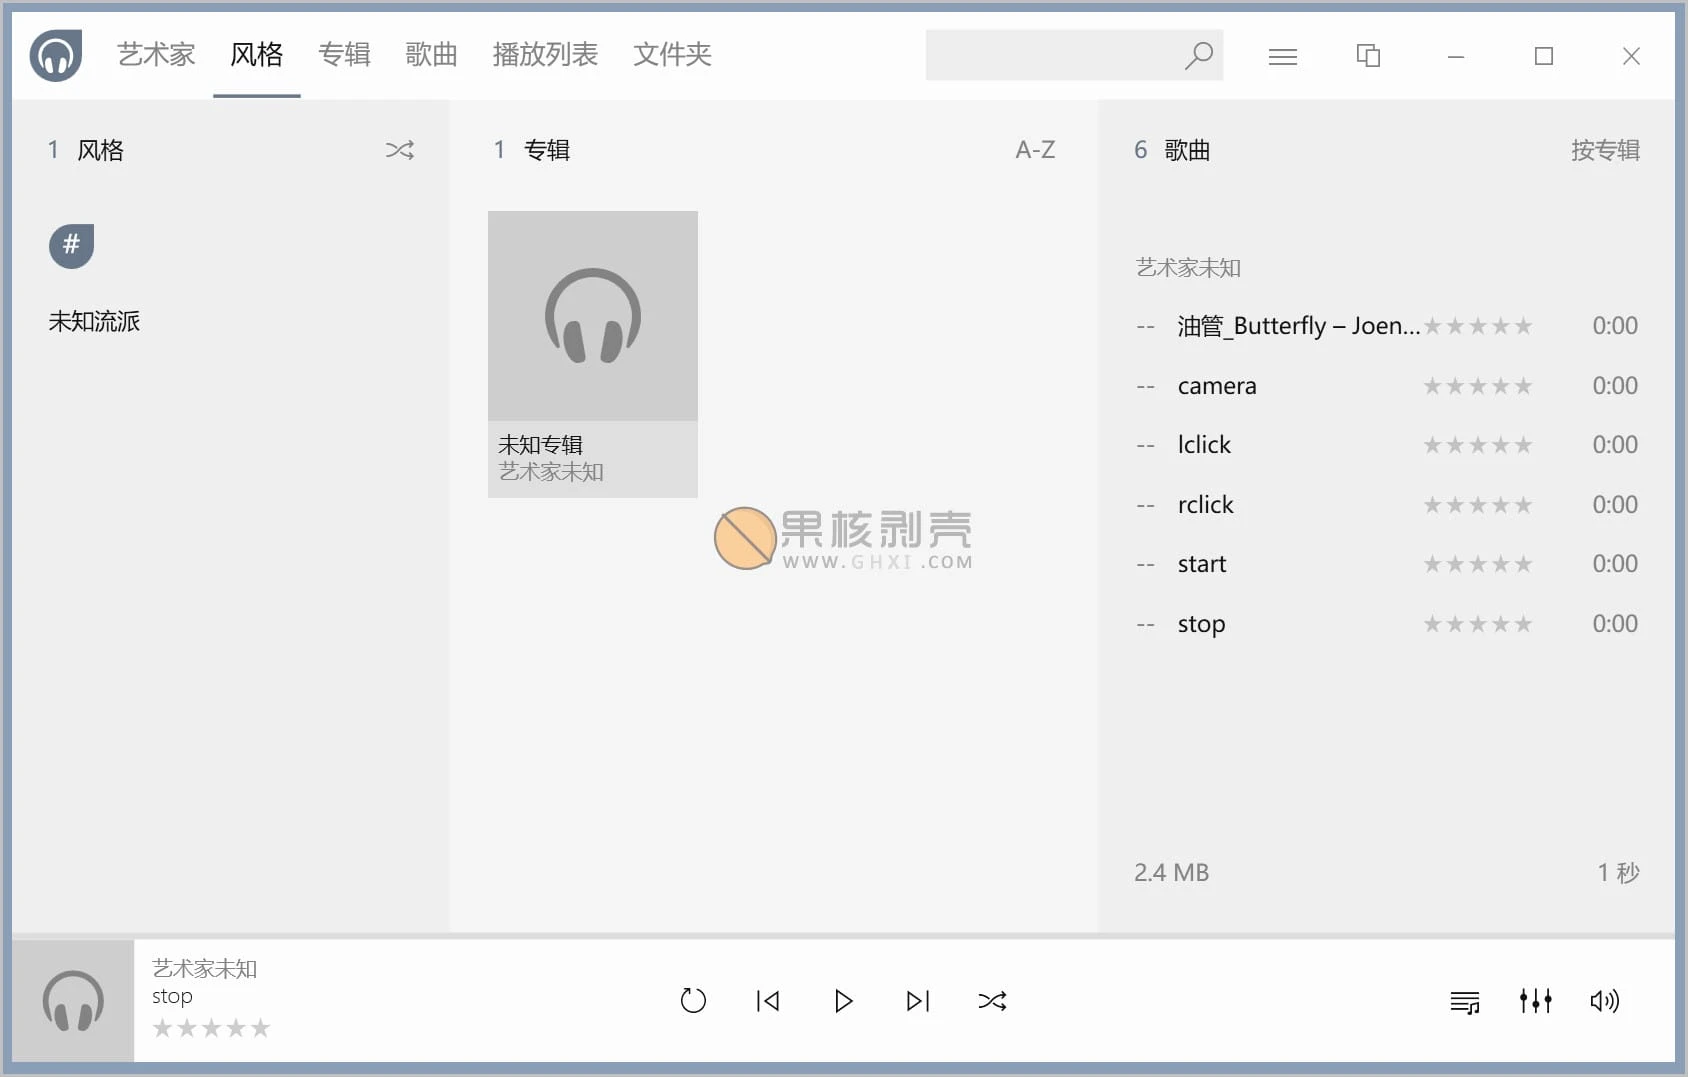 艺术家 风格 专辑 歌曲 播放列表 文件夹
1 风格
#
未知流派
1 专辑 A-Z
未知专辑
艺术家未知
果核剥壳
WWW.GHXI.COM
6 歌曲 按专辑
艺术家未知
-- 油管_Butterfly – Joen... ★★★★★ 0:00
-- camera ★★★★★ 0:00
-- lclick ★★★★★ 0:00
-- rclick ★★★★★ 0:00
-- start ★★★★★ 0:00
-- stop ★★★★★ 0:00
2.4 MB 1 秒
艺术家未知
stop
★★★★★